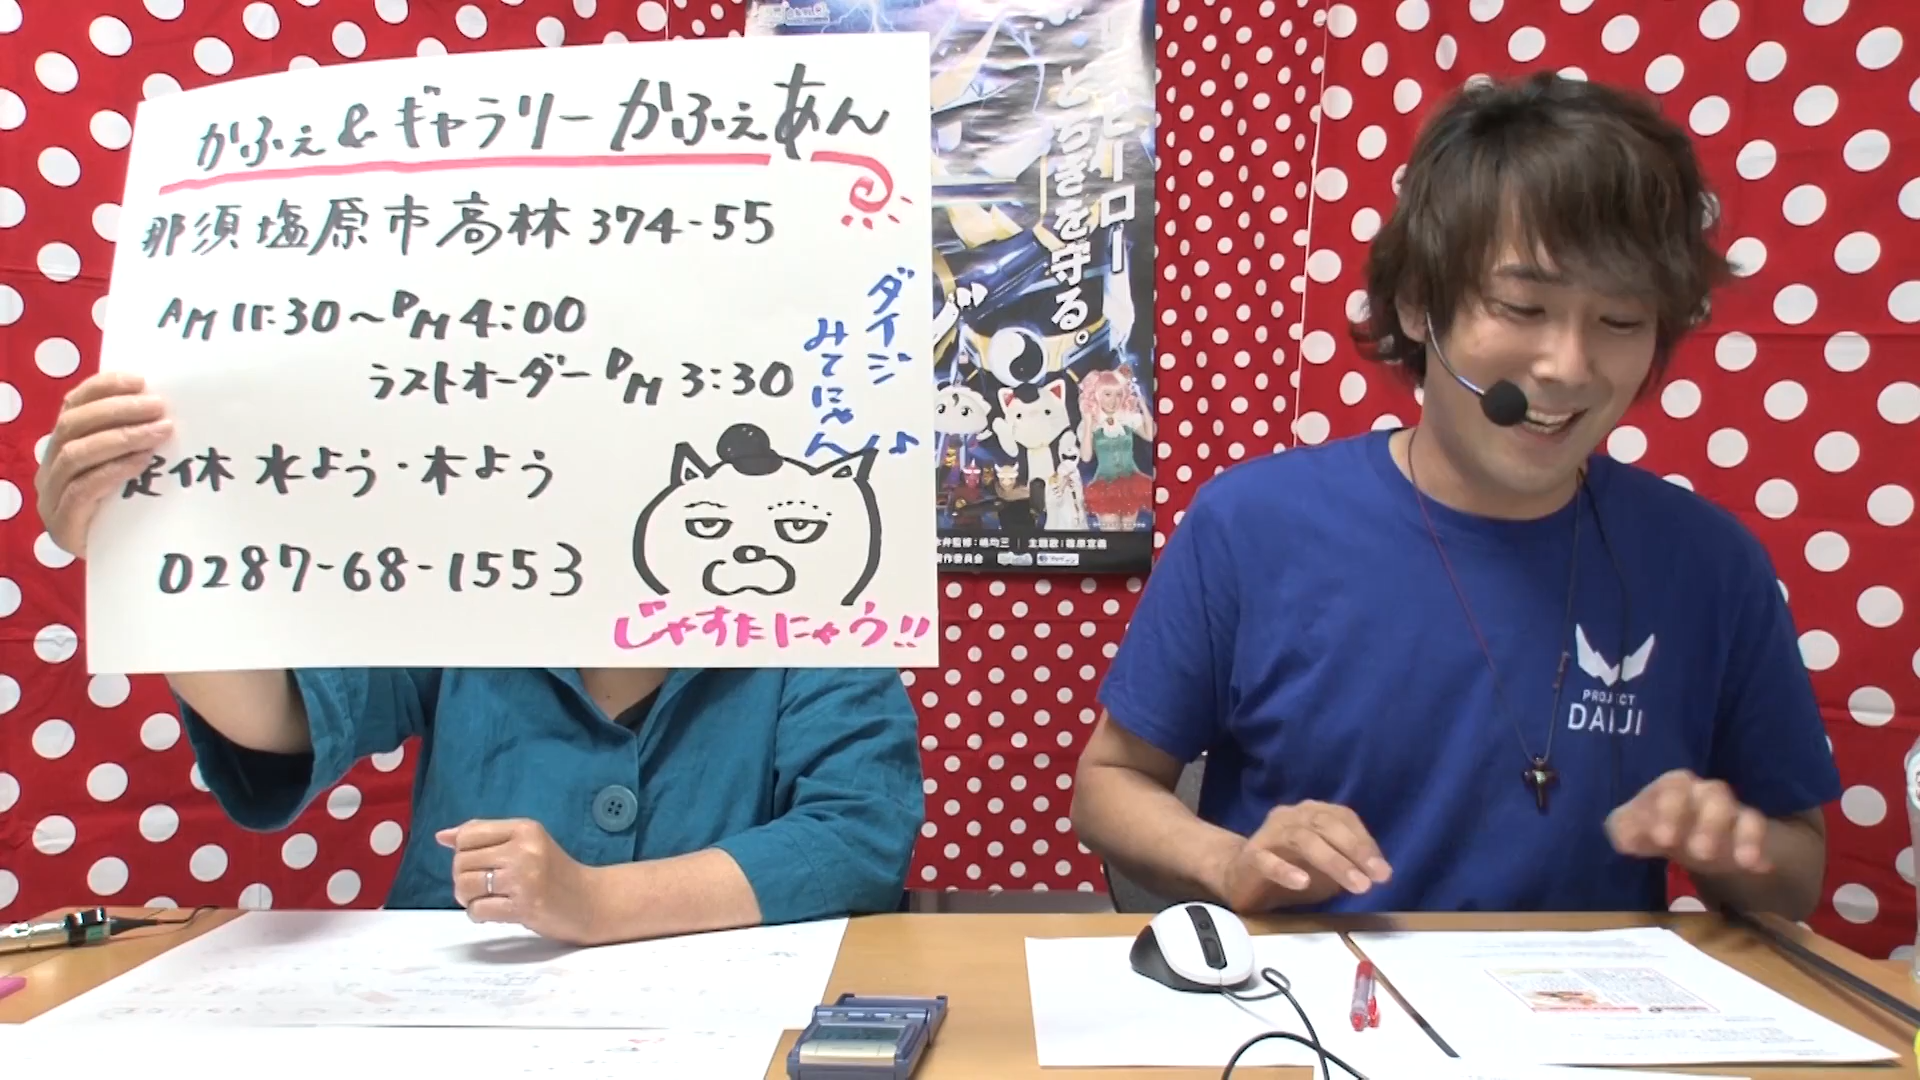 かふぇ&ギャラリー かふぇあん
那須塩原市高林374-55
AM 11:30〜PM 4:00
ラストオーダーPM 3:30
定休 水よう・木よう
0287-68-1553
ダイジ
みてにゃん♪
じゃすたにゃう!!
ヒーロー
とちぎを守る。
PROJECT
DAIJI